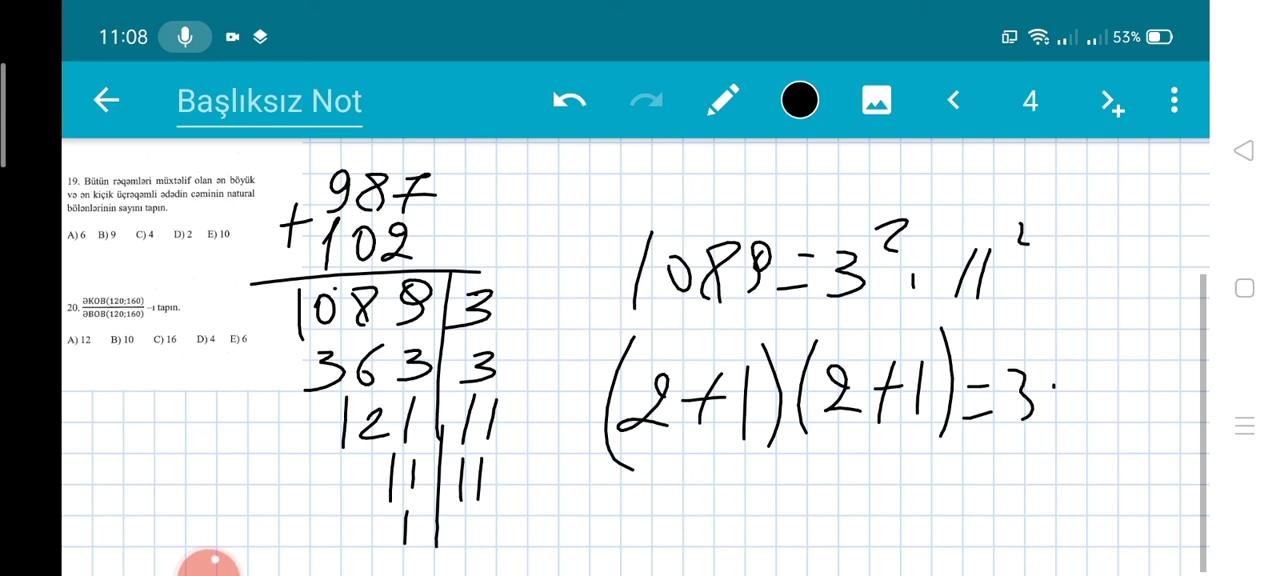 11:08 53%
Başlıksız Not 4
19. Bütün rəqəmləri müxtəlif olan ən böyük
və ən kiçik üçrəqəmli ədədin cəminin natural
bölənlərinin sayını tapın.
A) 6 B) 9 C) 4 D) 2 E) 10
20. ƏKOB(120;160)
ƏBOB(120;160) -ı tapın.
A) 12 B) 10 C) 16 D) 4 E) 6
987
+ 102
1089 | 3
363 | 3
121 | 11
11 | 11
1 |
1089 = 3² · 11²
(2+1)(2+1) = 3 ·